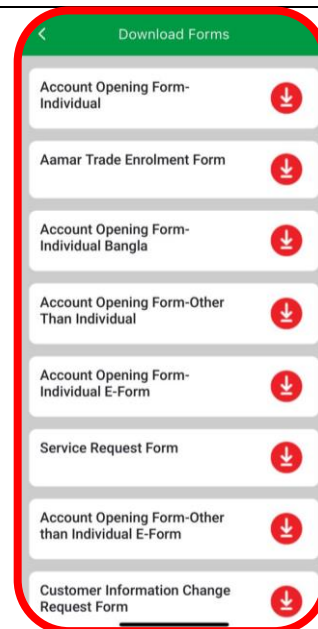 Download Forms
Account Opening Form-
Individual
Aamar Trade Enrolment Form
Account Opening Form-
Individual Bangla
Account Opening Form-Other
Than Individual
Account Opening Form-
Individual E-Form
Service Request Form
Account Opening Form-Other
than Individual E-Form
Customer Information Change
Request Form